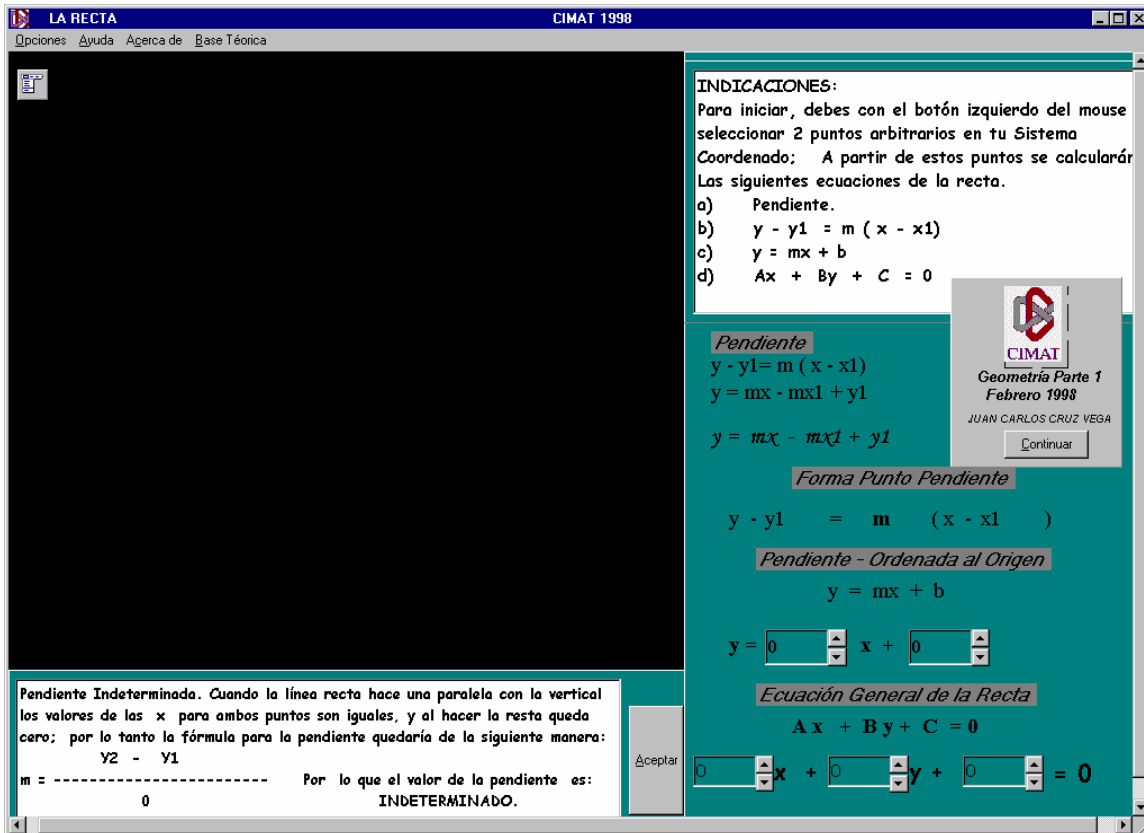 LA RECTA CIMAT 1998
Opciones Ayuda Acerca de Base Téorica
INDICACIONES:
Para iniciar, debes con el botón izquierdo del mouse
seleccionar 2 puntos arbitrarios en tu Sistema
Coordenado; A partir de estos puntos se calcularán
Las siguientes ecuaciones de la recta.
a) Pendiente.
b) y - y1 = m ( x - x1)
c) y = mx + b
d) Ax + By + C = 0
CIMAT
Geometría Parte 1
Febrero 1998
JUAN CARLOS CRUZ VEGA
Continuar
Pendiente
y - y1= m ( x - x1)
y = mx - mx1 + y1
y = mx - mx1 + y1
Forma Punto Pendiente
y - y1 = m ( x - x1 )
Pendiente - Ordenada al Origen
y = mx + b
y = 0 x + 0
Ecuación General de la Recta
A x + B y + C = 0
0 x + 0 y + 0 = 0
Pendiente Indeterminada. Cuando la línea recta hace una paralela con la vertical
los valores de las x para ambos puntos son iguales, y al hacer la resta queda
cero; por lo tanto la fórmula para la pendiente quedaría de la siguiente manera:
Y2 - Y1
m = ------------------------ Por lo que el valor de la pendiente es:
0 INDETERMINADO.
Aceptar